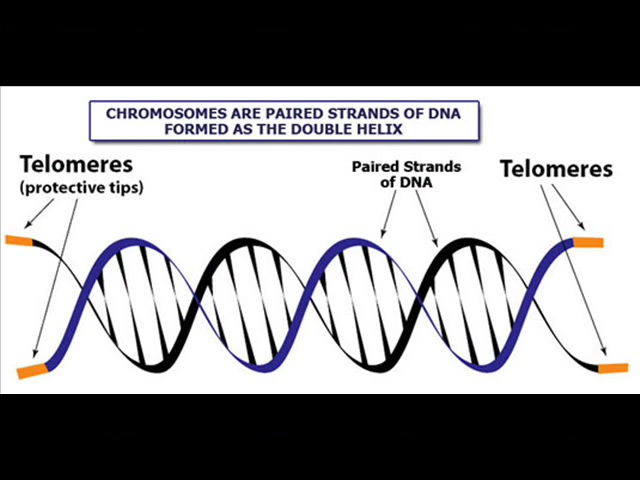 CHROMOSOMES ARE PAIRED STRANDS OF DNA
FORMED AS THE DOUBLE HELIX
Telomeres
(protective tips)
Paired Strands
of DNA
Telomeres